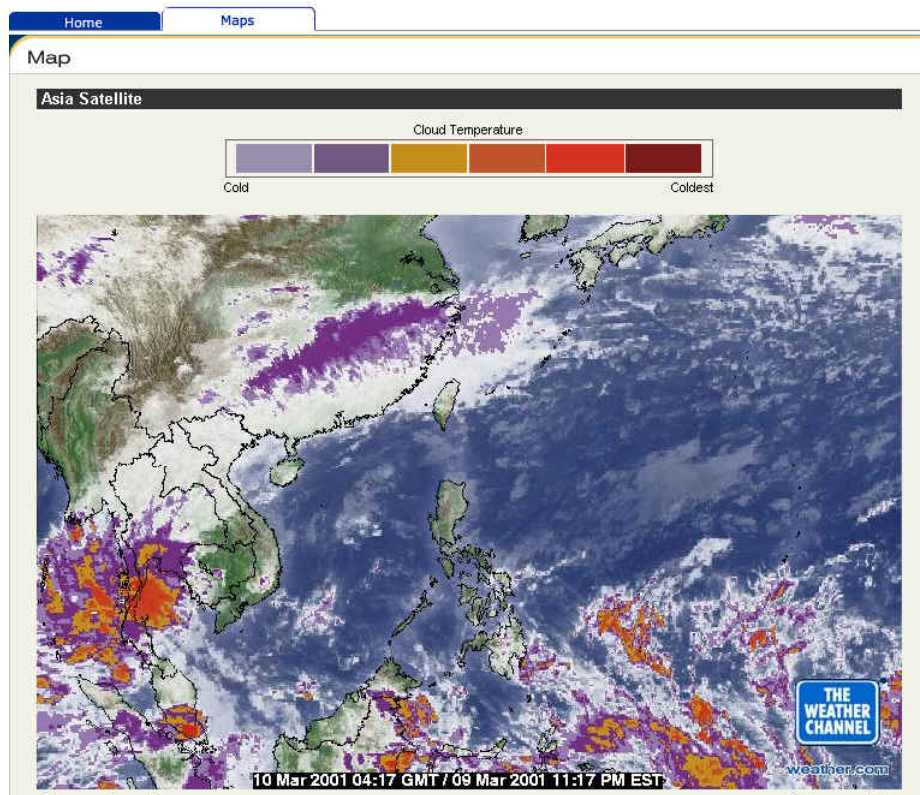 Home
Maps
Map
Asia Satellite
Cloud Temperature
Cold
Coldest
THE
WEATHER
CHANNEL
weather.com
10 Mar 2001 04:17 GMT / 09 Mar 2001 11:17 PM EST